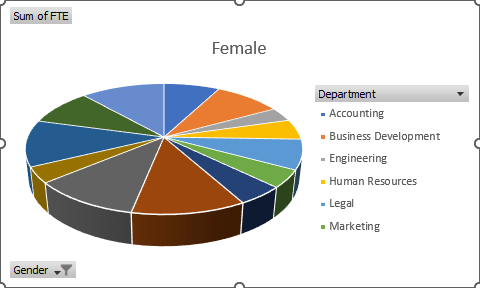 Sum of FTE
Female
Department
Accounting
Business Development
Engineering
Human Resources
Legal
Marketing
Gender